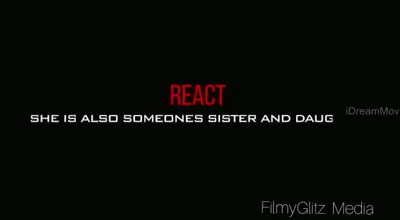 REACT
SHE IS ALSO SOMEONES SISTER AND DAUG
iDreamMov
FilmyGlitz Media